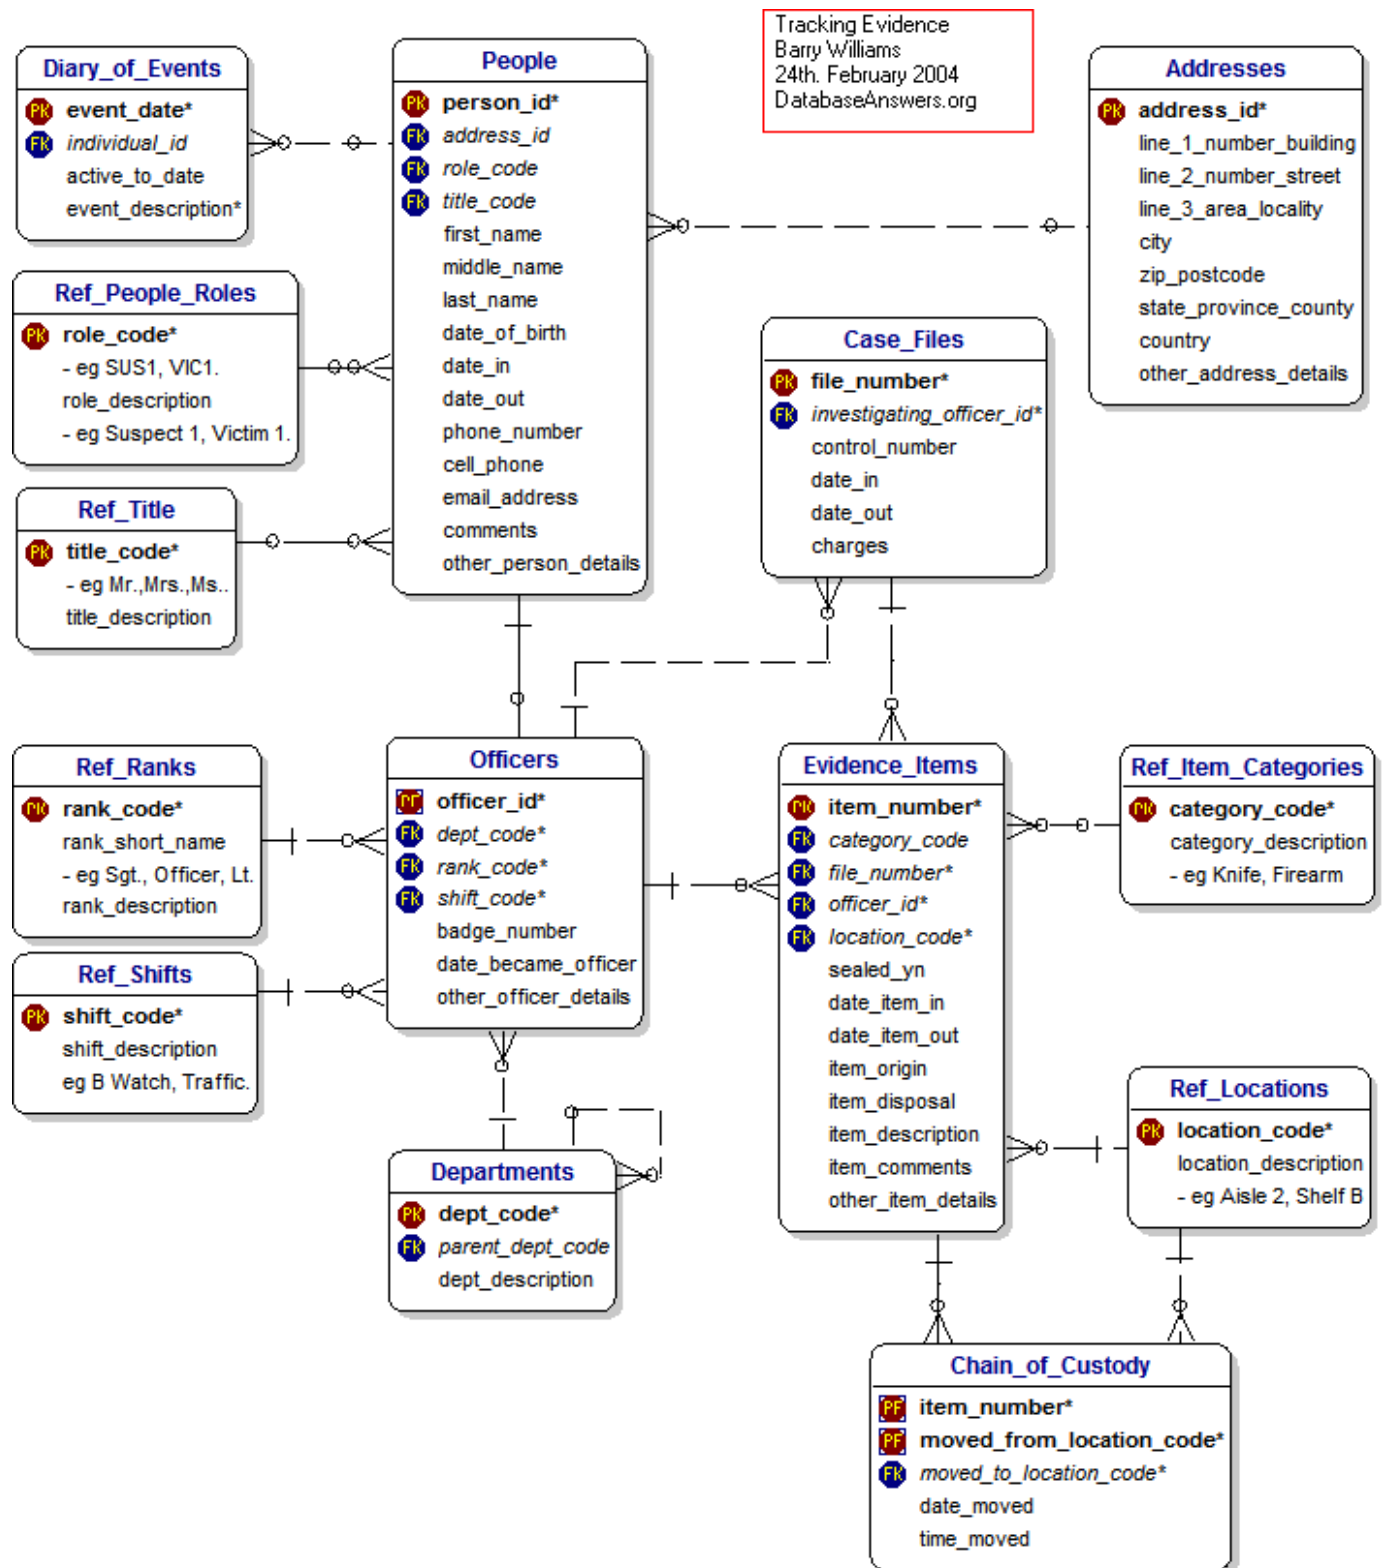 Tracking Evidence
Barry Williams
24th. February 2004
DatabaseAnswers.org
Diary_of_Events
PK event_date*
FK individual_id
active_to_date
event_description*
People
PK person_id*
FK address_id
FK role_code
FK title_code
first_name
middle_name
last_name
date_of_birth
date_in
date_out
phone_number
cell_phone
email_address
comments
other_person_details
Addresses
PK address_id*
line_1_number_building
line_2_number_street
line_3_area_locality
city
zip_postcode
state_province_county
country
other_address_details
Ref_People_Roles
PK role_code*
- eg SUS1, VIC1.
role_description
- eg Suspect 1, Victim 1.
Case_Files
PK file_number*
FK investigating_officer_id*
control_number
date_in
date_out
charges
Ref_Title
PK title_code*
- eg Mr.,Mrs.,Ms..
title_description
Ref_Ranks
PK rank_code*
rank_short_name
- eg Sgt., Officer, Lt.
rank_description
Officers
PF officer_id*
FK dept_code*
FK rank_code*
FK shift_code*
badge_number
date_became_officer
other_officer_details
Evidence_Items
PK item_number*
FK category_code
FK file_number*
FK officer_id*
FK location_code*
sealed_yn
date_item_in
date_item_out
item_origin
item_disposal
item_description
item_comments
other_item_details
Ref_Item_Categories
PK category_code*
category_description
- eg Knife, Firearm
Ref_Shifts
PK shift_code*
shift_description
eg B Watch, Traffic.
Ref_Locations
PK location_code*
location_description
- eg Aisle 2, Shelf B
Departments
PK dept_code*
FK parent_dept_code
dept_description
Chain_of_Custody
PF item_number*
PF moved_from_location_code*
FK moved_to_location_code*
date_moved
time_moved